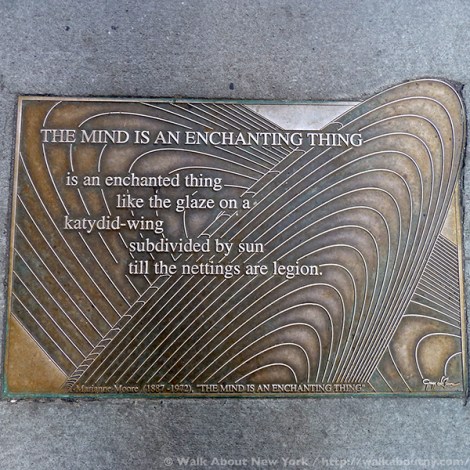 THE MIND IS AN ENCHANTING THING
is an enchanted thing
like the glaze on a
katydid-wing
subdivided by sun
till the nettings are legion.
Marianne Moore, (1887 -1972), "THE MIND IS AN ENCHANTING THING"
© Walk About New York / http://walkaboutny.com